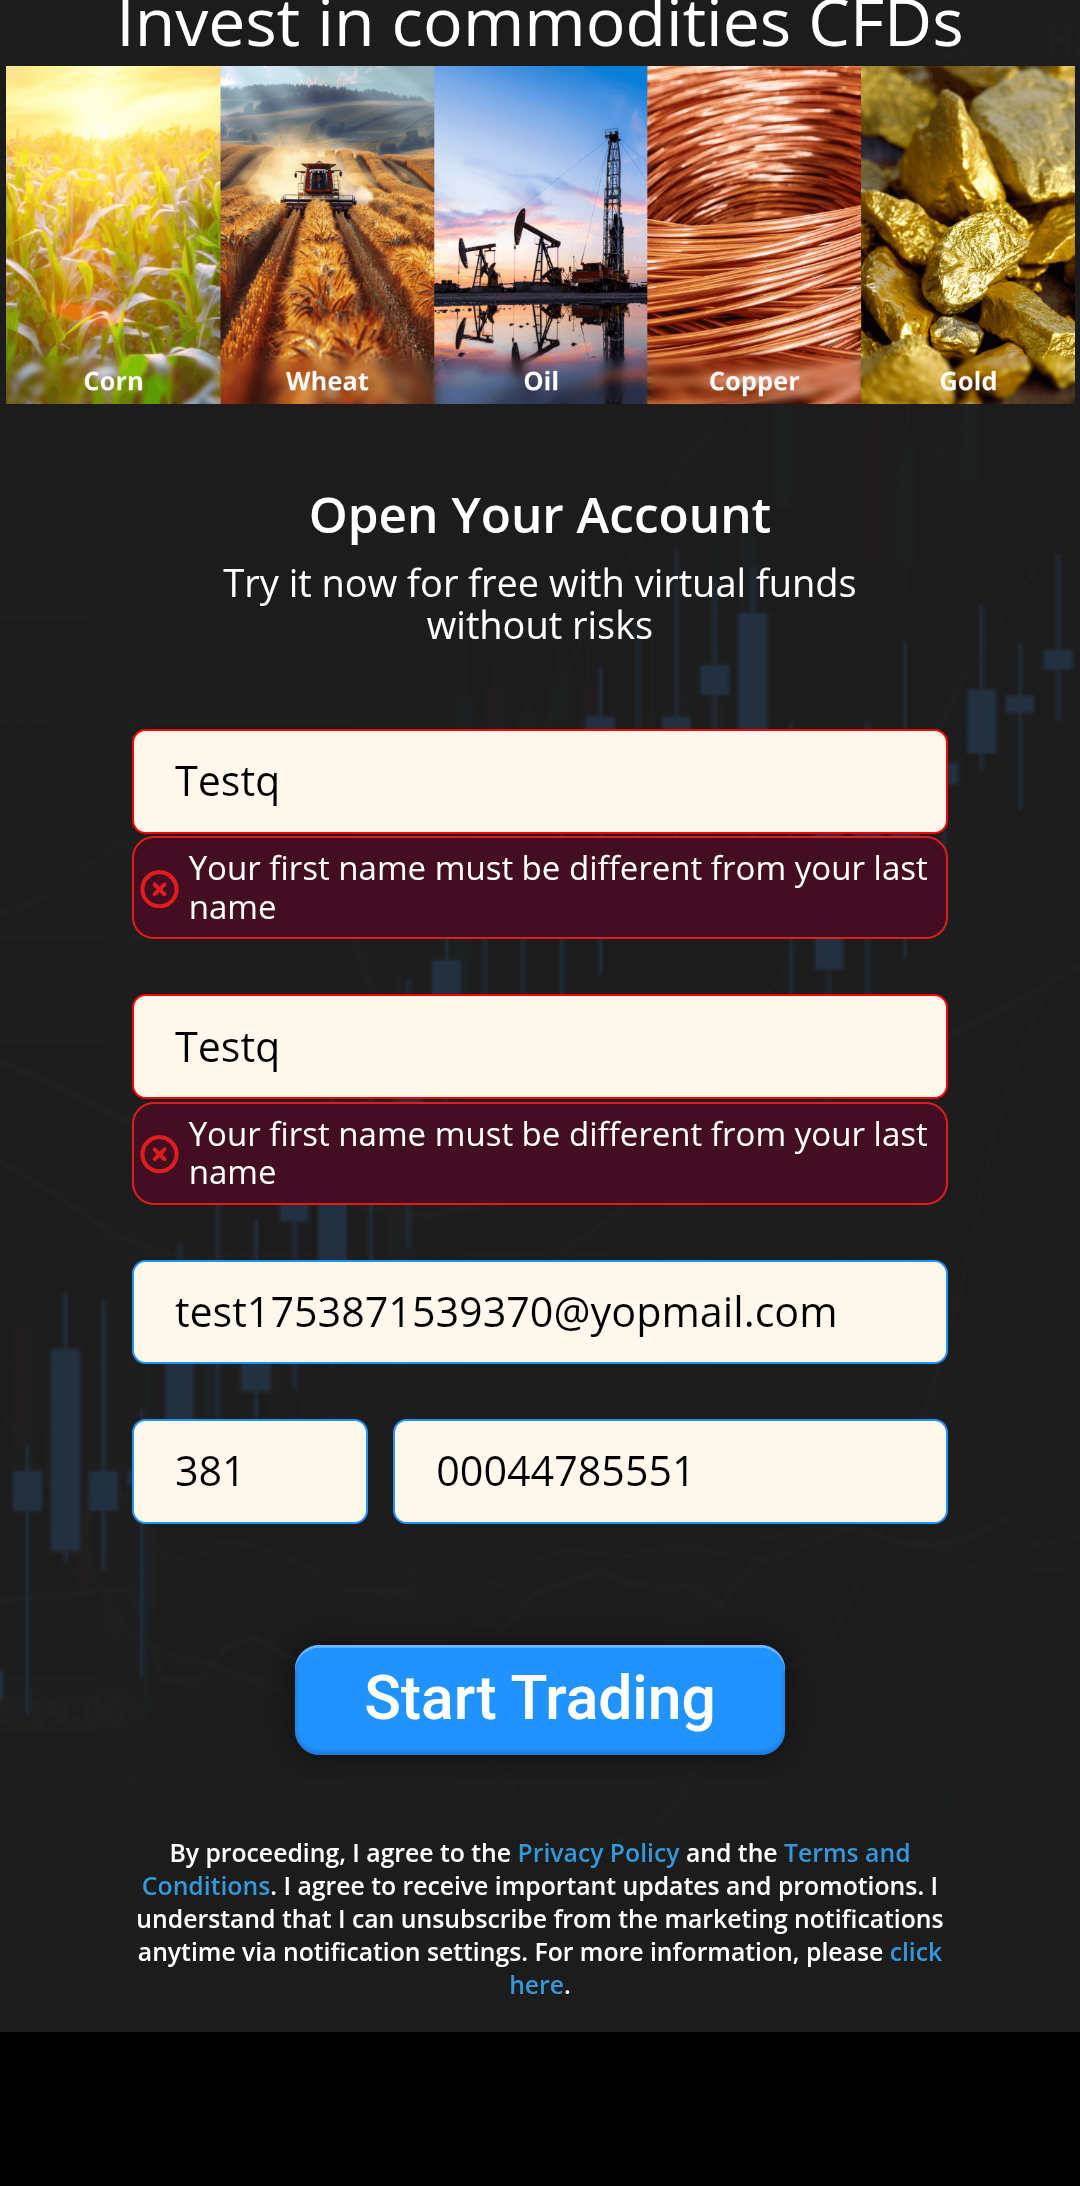 Invest in commodities CFDs
Corn Wheat Oil Copper Gold
Open Your Account
Try it now for free with virtual funds
without risks
Testq
Your first name must be different from your last
name
Testq
Your first name must be different from your last
name
test1753871539370@yopmail.com
381 00044785551
Start Trading
By proceeding, I agree to the Privacy Policy and the Terms and
Conditions. I agree to receive important updates and promotions. I
understand that I can unsubscribe from the marketing notifications
anytime via notification settings. For more information, please click
here.